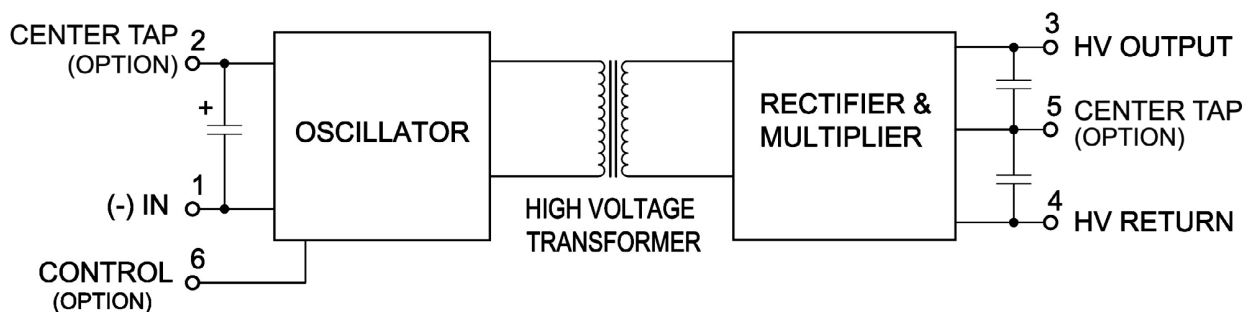 CENTER TAP
2
(OPTION)
+
1
(-) IN
6
CONTROL
(OPTION)
OSCILLATOR
HIGH VOLTAGE
TRANSFORMER
RECTIFIER &
MULTIPLIER
3
HV OUTPUT
5
CENTER TAP
(OPTION)
4
HV RETURN